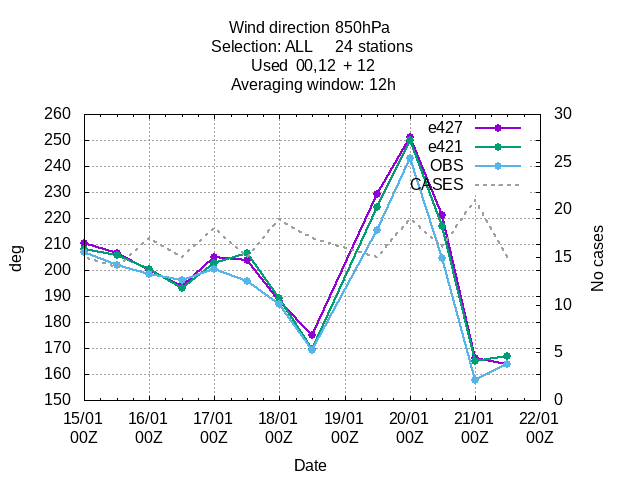 Wind direction 850hPa
Selection: ALL 24 stations
Used 00,12 + 12
Averaging window: 12h
260
250
240
230
220
210
200
190
180
170
160
150
deg
30
25
20
15
10
5
0
No cases
e427
e421
OBS
CASES
15/01 16/01 17/01 18/01 19/01 20/01 21/01 22/01
00Z 00Z 00Z 00Z 00Z 00Z 00Z 00Z
Date